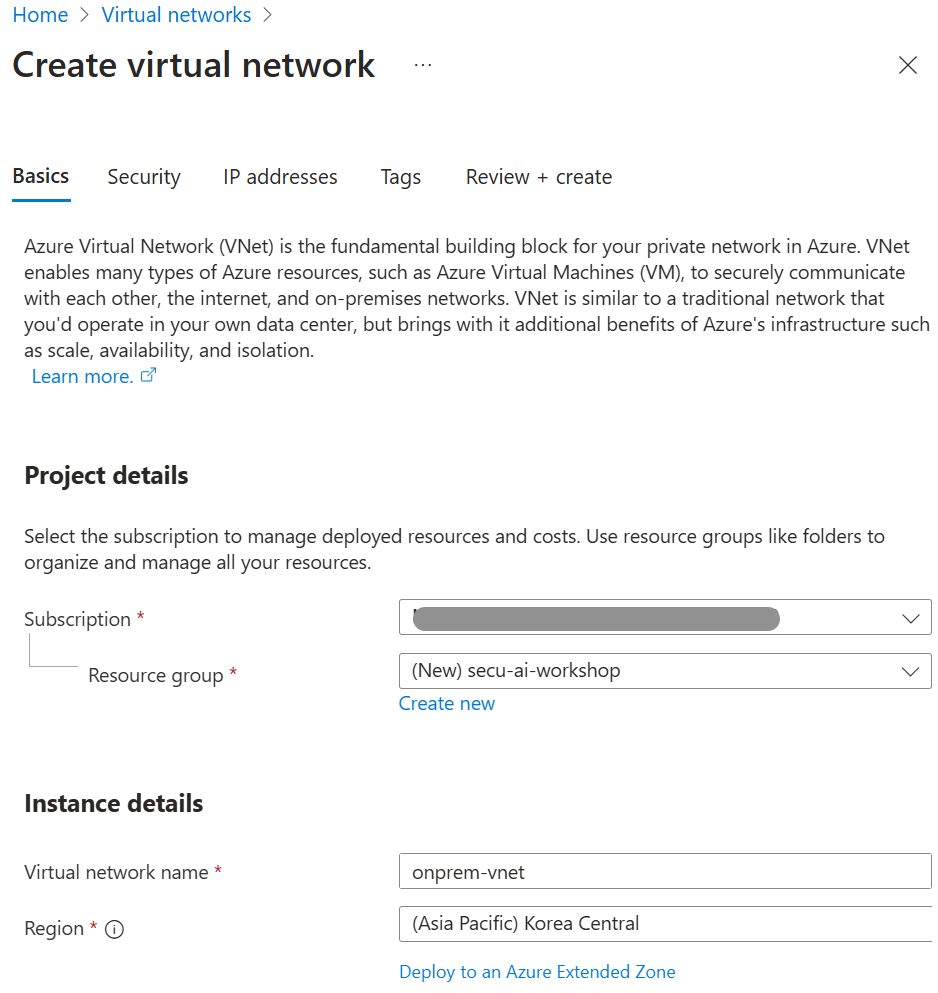 Home > Virtual networks >
Create virtual network ...
Basics Security IP addresses Tags Review + create
Azure Virtual Network (VNet) is the fundamental building block for your private network in Azure. VNet
enables many types of Azure resources, such as Azure Virtual Machines (VM), to securely communicate
with each other, the internet, and on-premises networks. VNet is similar to a traditional network that
you'd operate in your own data center, but brings with it additional benefits of Azure's infrastructure such
as scale, availability, and isolation.
Learn more.
Project details
Select the subscription to manage deployed resources and costs. Use resource groups like folders to
organize and manage all your resources.
Subscription *
Resource group * (New) secu-ai-workshop
Create new
Instance details
Virtual network name * onprem-vnet
Region * (Asia Pacific) Korea Central
Deploy to an Azure Extended Zone